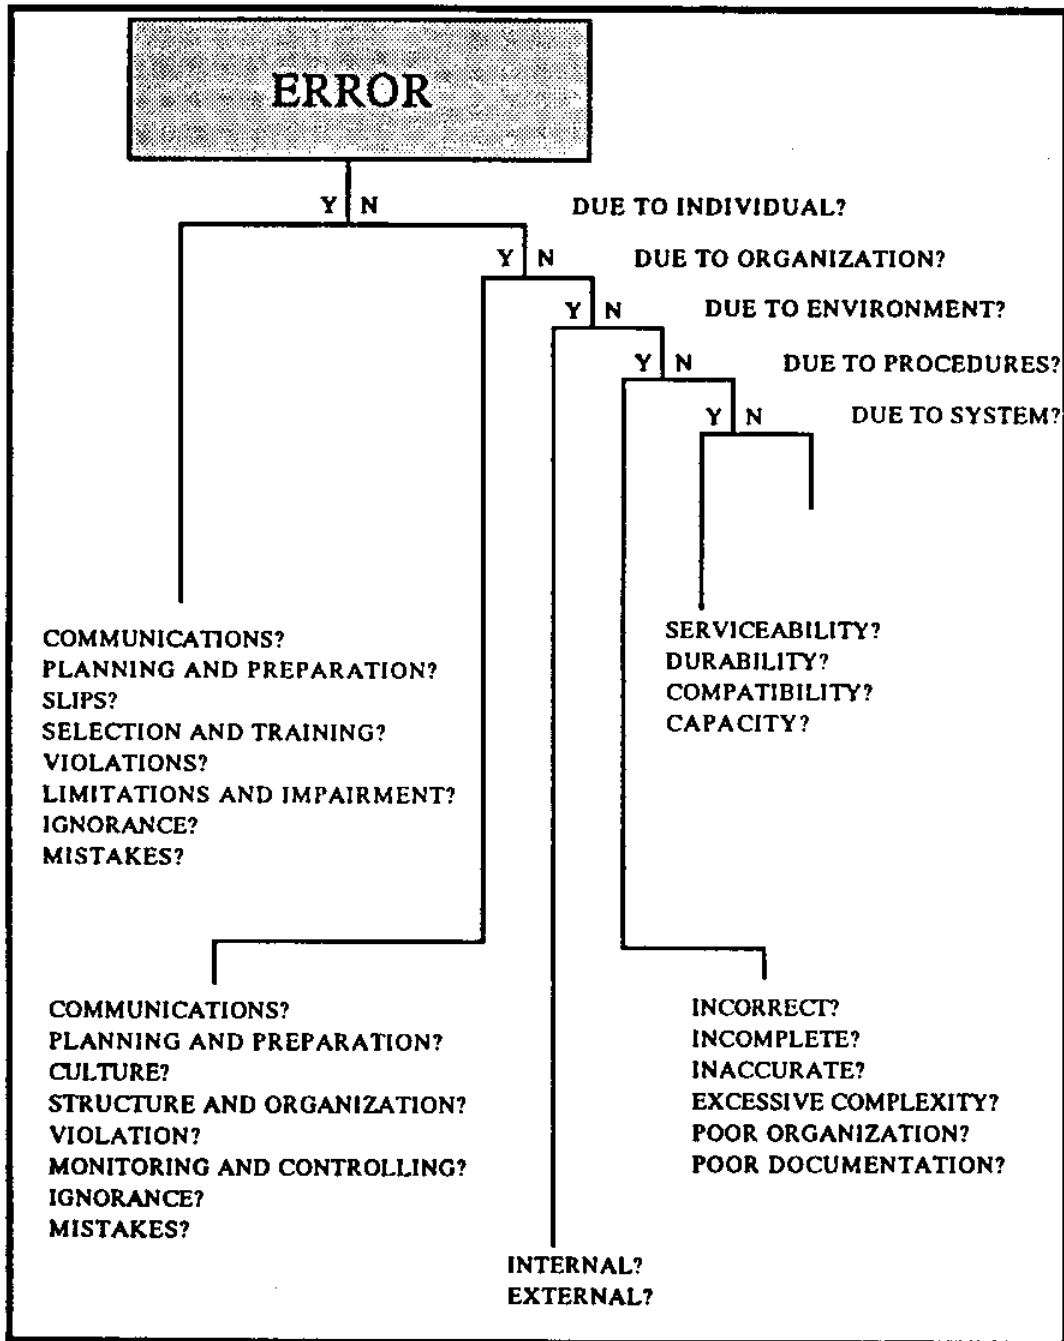 ERROR
Y N DUE TO INDIVIDUAL?
Y N DUE TO ORGANIZATION?
Y N DUE TO ENVIRONMENT?
Y N DUE TO PROCEDURES?
Y N DUE TO SYSTEM?
COMMUNICATIONS?
PLANNING AND PREPARATION?
SLIPS?
SELECTION AND TRAINING?
VIOLATIONS?
LIMITATIONS AND IMPAIRMENT?
IGNORANCE?
MISTAKES?
SERVICEABILITY?
DURABILITY?
COMPATIBILITY?
CAPACITY?
COMMUNICATIONS?
PLANNING AND PREPARATION?
CULTURE?
STRUCTURE AND ORGANIZATION?
VIOLATION?
MONITORING AND CONTROLLING?
IGNORANCE?
MISTAKES?
INCORRECT?
INCOMPLETE?
INACCURATE?
EXCESSIVE COMPLEXITY?
POOR ORGANIZATION?
POOR DOCUMENTATION?
INTERNAL?
EXTERNAL?